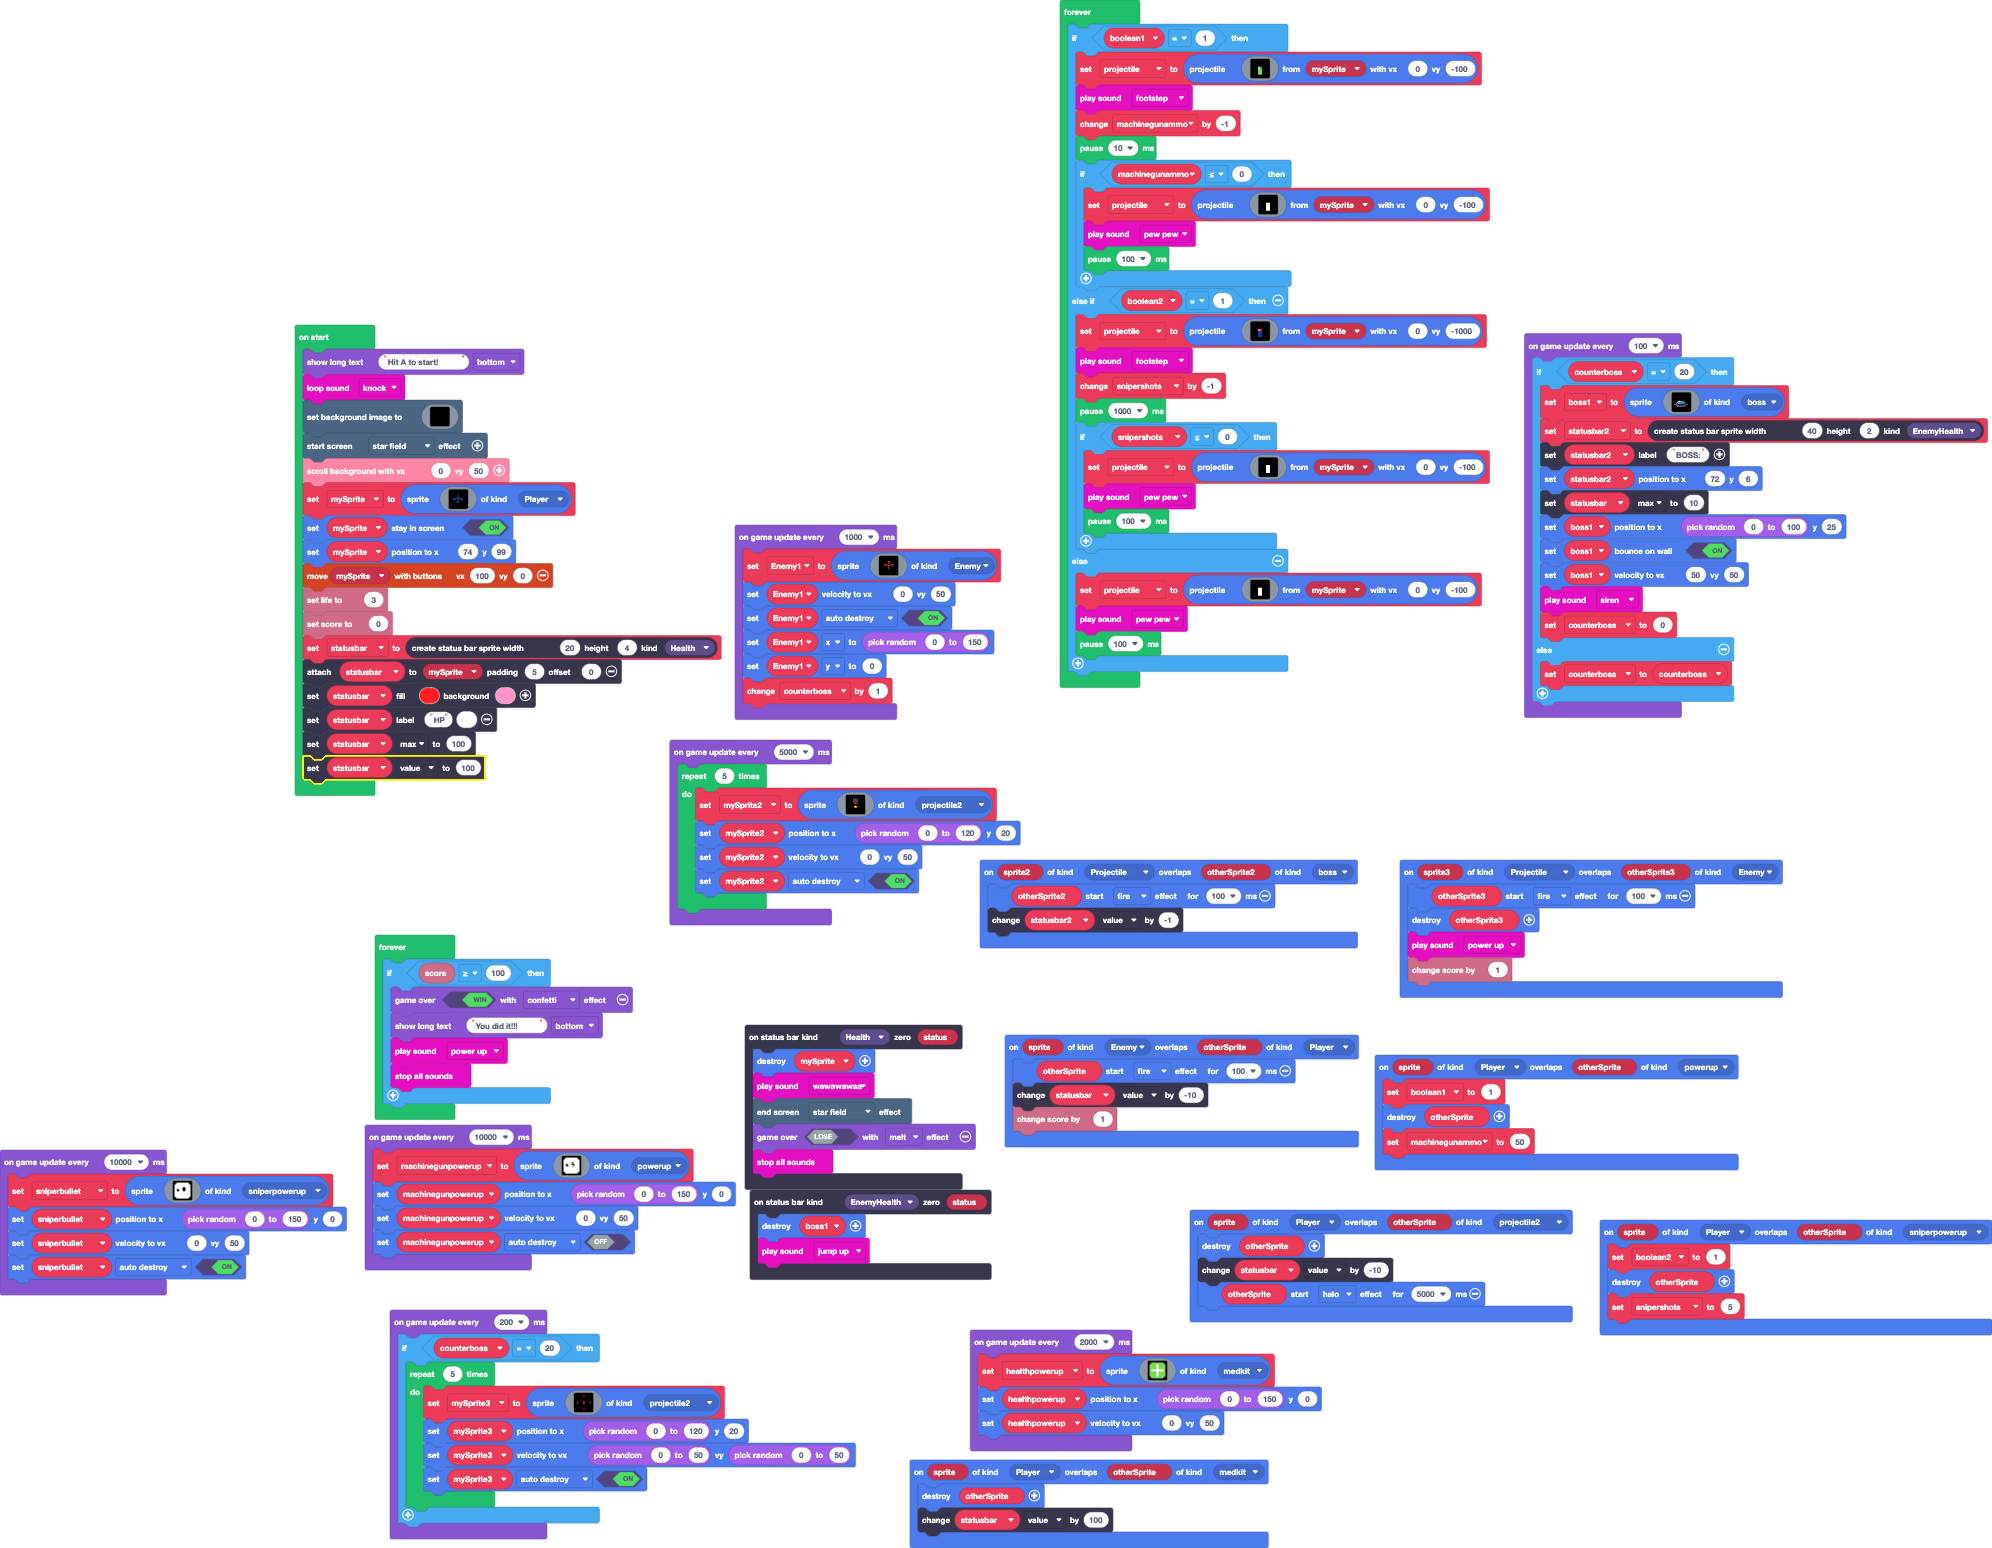 forever
if boolean1 = 1 then
set projectile to projectile from mySprite with vx 0 vy -100
play sound footstep
change machinegunammo by -1
pause 10 ms
if machinegunammo ≤ 0 then
set projectile to projectile from mySprite with vx 0 vy -100
play sound pew pew
pause 100 ms
else if boolean2 = 1 then
set projectile to projectile from mySprite with vx 0 vy -1000
play sound footstep
change snipershots by -1
pause 1000 ms
if snipershots ≤ 0 then
set projectile to projectile from mySprite with vx 0 vy -100
play sound pew pew
pause 100 ms
else
set projectile to projectile from mySprite with vx 0 vy -100
play sound pew pew
pause 100 ms
on start
show long text "Hit A to start!" bottom
loop sound knock
set background image to
start screen star field effect
scroll background with vx 0 vy 50
set mySprite to sprite of kind Player
set mySprite stay in screen ON
set mySprite position to x 74 y 99
move mySprite with buttons vx 100 vy 0
set life to 3
set score to 0
set statusbar to create status bar sprite width 20 height 4 kind Health
attach statusbar to mySprite padding 5 offset 0
set statusbar fill background
set statusbar label "HP"
set statusbar max to 100
set statusbar value to 100
on game update every 100 ms
if counterboss = 20 then
set boss1 to sprite of kind boss
set statusbar2 to create status bar sprite width 40 height 2 kind EnemyHealth
set statusbar2 label "BOSS:"
set statusbar2 position to x 72 y 6
set statusbar max to 10
set boss1 position to x pick random 0 to 100 y 25
set boss1 bounce on wall ON
set boss1 velocity to vx 50 vy 50
play sound siren
set counterboss to 0
else
set counterboss to counterboss
on game update every 1000 ms
set Enemy1 to sprite of kind Enemy
set Enemy1 velocity to vx 0 vy 50
set Enemy1 auto destroy ON
set Enemy1 x to pick random 0 to 150
set Enemy1 y to 0
change counterboss by 1
on game update every 5000 ms
repeat 5 times
do
set mySprite2 to sprite of kind projectile2
set mySprite2 position to x pick random 0 to 120 y 20
set mySprite2 velocity to vx 0 vy 50
set mySprite2 auto destroy ON
on sprite2 of kind Projectile overlaps otherSprite2 of kind boss
otherSprite2 start fire effect for 100 ms
change statusbar2 value by -1
on sprite3 of kind Projectile overlaps otherSprite3 of kind Enemy
otherSprite3 start fire effect for 100 ms
destroy otherSprite3
play sound power up
change score by 1
forever
if score ≥ 100 then
game over WIN with confetti effect
show long text "You did it!!!" bottom
play sound power up
stop all sounds
on status bar kind Health zero status
destroy mySprite
play sound wawawawaa
end screen star field effect
game over LOSE with melt effect
stop all sounds
on sprite of kind Enemy overlaps otherSprite of kind Player
otherSprite start fire effect for 100 ms
change statusbar value by -10
change score by 1
on sprite of kind Player overlaps otherSprite of kind powerup
set boolean1 to 1
destroy otherSprite
set machinegunammo to 50
on game update every 10000 ms
set sniperbullet to sprite of kind sniperpowerup
set sniperbullet position to x pick random 0 to 150 y 0
set sniperbullet velocity to vx 0 vy 50
set sniperbullet auto destroy ON
on game update every 10000 ms
set machinegunpowerup to sprite of kind powerup
set machinegunpowerup position to x pick random 0 to 150 y 0
set machinegunpowerup velocity to vx 0 vy 50
set machinegunpowerup auto destroy OFF
on status bar kind EnemyHealth zero status
destroy boss1
play sound jump up
on sprite of kind Player overlaps otherSprite of kind projectile2
destroy otherSprite
change statusbar value by -10
otherSprite start halo effect for 5000 ms
on sprite of kind Player overlaps otherSprite of kind sniperpowerup
set boolean2 to 1
destroy otherSprite
set snipershots to 5
on game update every 200 ms
if counterboss = 20 then
repeat 5 times
do
set mySprite3 to sprite of kind projectile2
set mySprite3 position to x pick random 0 to 120 y 20
set mySprite3 velocity to vx pick random 0 to 50 vy pick random 0 to 50
set mySprite3 auto destroy ON
on game update every 2000 ms
set healthpowerup to sprite of kind medkit
set healthpowerup position to x pick random 0 to 150 y 0
set healthpowerup velocity to vx 0 vy 50
on sprite of kind Player overlaps otherSprite of kind medkit
destroy otherSprite
change statusbar value by 100